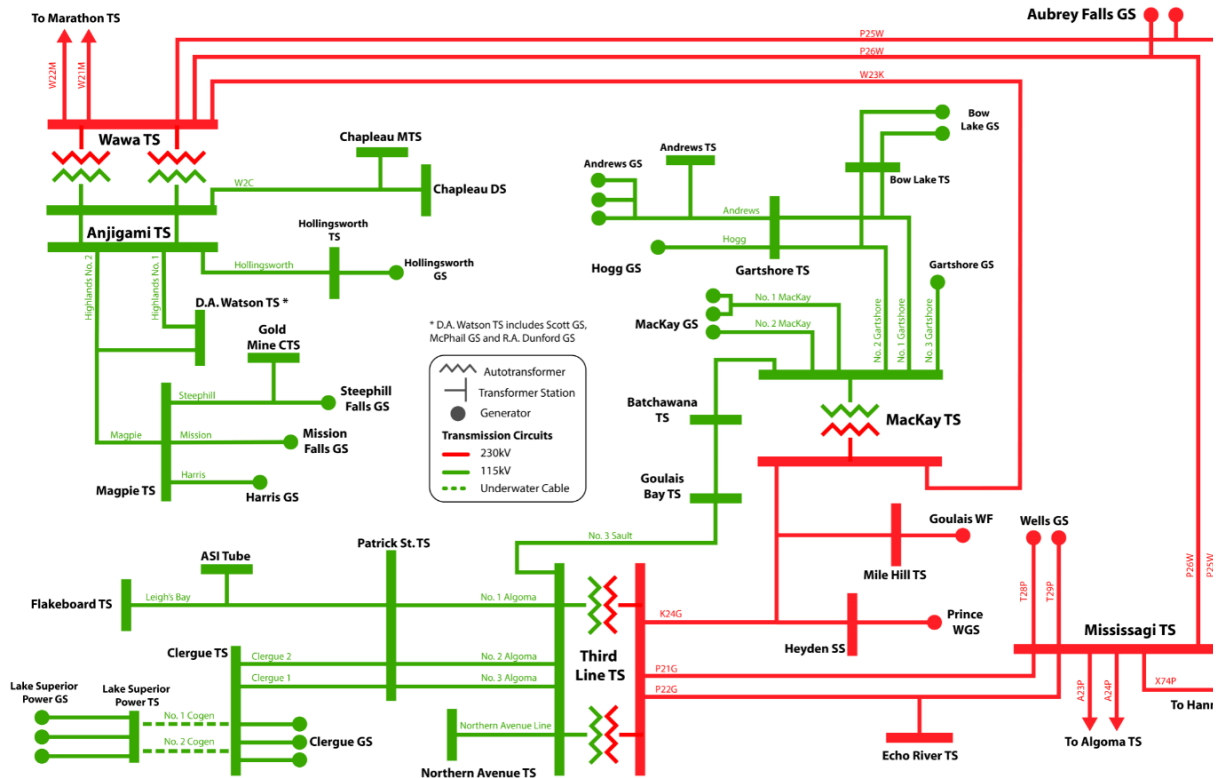 To Marathon TS
Aubrey Falls GS
P25W
P26W
W23K
W22M
W21M
Wawa TS
Chapleau MTS
W2C
Chapleau DS
Anjigami TS
Hollingsworth
TS
Hollingsworth
Hollingsworth
GS
Highlands No. 2
Highlands No. 1
D.A. Watson TS *
Gold
Mine CTS
Steephill
Steephill
Falls GS
Magpie
Mission
Mission
Falls GS
Harris
Harris GS
Magpie TS
Andrews GS
Andrews TS
Bow
Lake GS
Bow Lake TS
Andrews
Hogg
Hogg GS
Gartshore TS
Gartshore GS
No. 1 MacKay
MacKay GS
No. 2 MacKay
No. 2 Gartshore
No. 1 Gartshore
No. 3 Gartshore
* D.A. Watson TS includes Scott GS,
McPhail GS and R.A. Dunford GS
Autotransformer
Transformer Station
Generator
Transmission Circuits
230kV
115kV
Underwater Cable
Batchawana
TS
MacKay TS
Goulais
Bay TS
No. 3 Sault
Goulais WF
Mile Hill TS
Wells GS
P26W
P25W
T28P
T29P
ASI Tube
Patrick St. TS
Flakeboard TS
Leigh's Bay
No. 1 Algoma
K24G
Prince
WGS
Heyden SS
Mississagi TS
Clergue TS
Clergue 2
No. 2 Algoma
Third
Line TS
Clergue 1
No. 3 Algoma
P21G
P22G
A23P
A24P
X74P
To Hann
Lake Superior
Power GS
Lake Superior
Power TS
No. 1 Cogen
No. 2 Cogen
Clergue GS
Northern Avenue Line
Northern Avenue TS
Echo River TS
To Algoma TS